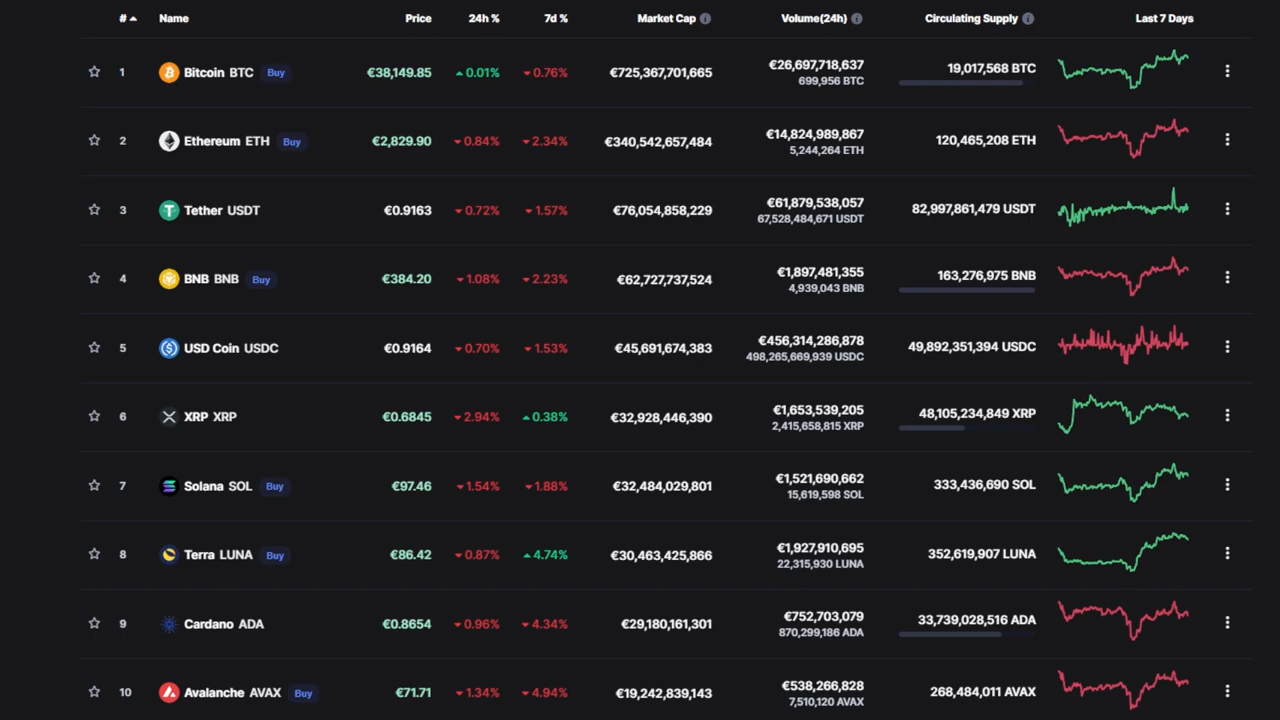 # Name Price 24h % 7d % Market Cap Volume(24h) Circulating Supply Last 7 Days
1 Bitcoin BTC Buy €38,149.85 0.01% 0.76% €725,367,701,665 €26,697,718,637 19,017,568 BTC
699,956 BTC
2 Ethereum ETH Buy €2,829.90 0.84% 2.34% €340,542,657,484 €14,824,989,867 120,465,208 ETH
5,244,264 ETH
3 Tether USDT €0.9163 0.72% 1.57% €76,054,858,229 €61,879,538,057 82,997,861,479 USDT
67,528,484,671 USDT
4 BNB BNB Buy €384.20 1.08% 2.23% €62,727,737,524 €1,897,481,355 163,276,975 BNB
4,939,043 BNB
5 USD Coin USDC €0.9164 0.70% 1.53% €45,691,674,383 €456,314,286,878 49,892,351,394 USDC
498,265,669,939 USDC
6 XRP XRP €0.6845 2.94% 0.38% €32,928,446,390 €1,653,539,205 48,105,234,849 XRP
2,415,658,815 XRP
7 Solana SOL Buy €97.46 1.54% 1.88% €32,484,029,801 €1,521,690,662 333,436,690 SOL
15,619,598 SOL
8 Terra LUNA Buy €86.42 0.87% 4.74% €30,463,425,866 €1,927,910,695 352,619,907 LUNA
22,315,930 LUNA
9 Cardano ADA €0.8654 0.96% 4.34% €29,180,161,301 €752,703,079 33,739,028,516 ADA
870,299,186 ADA
10 Avalanche AVAX Buy €71.71 1.34% 4.94% €19,242,839,143 €538,266,828 268,484,011 AVAX
7,510,120 AVAX